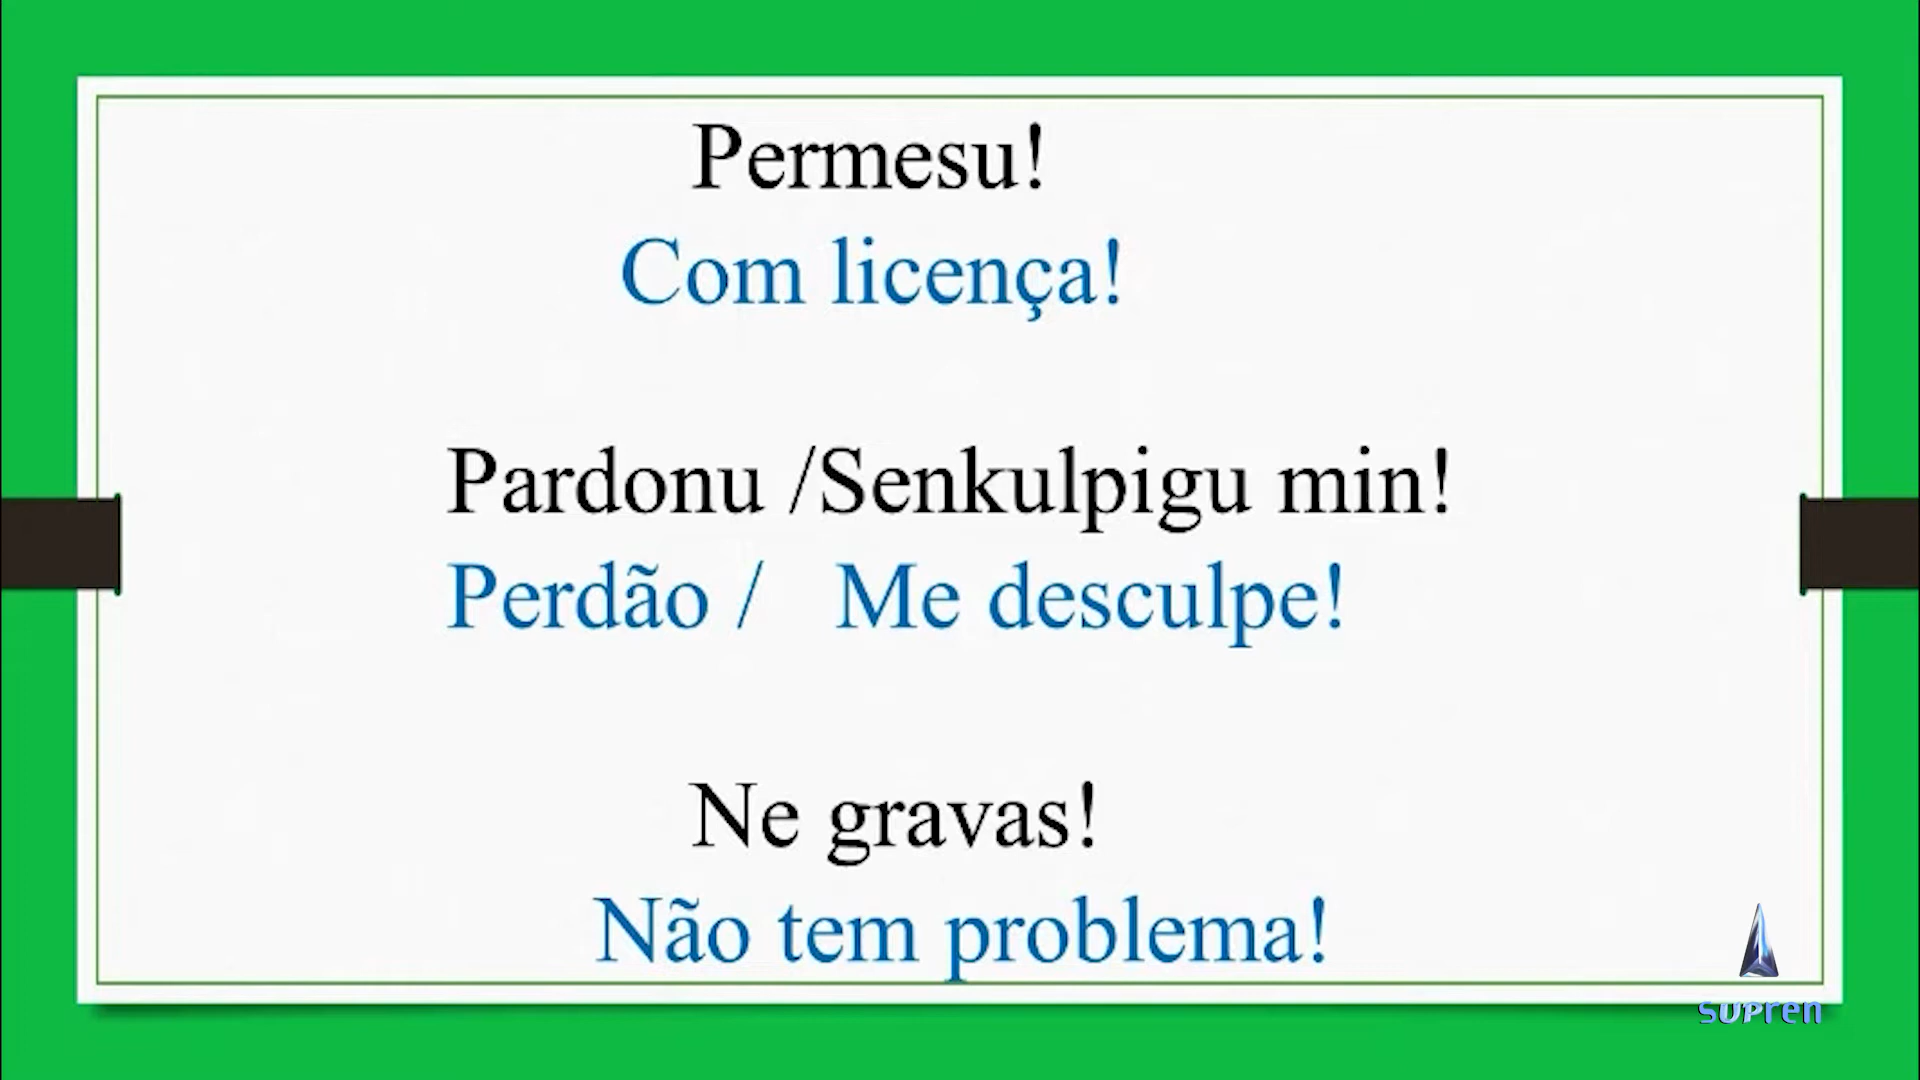 Permesu!
Com licença!
Pardonu /Senkulpigu min!
Perdão / Me desculpe!
Ne gravas!
Não tem problema!
supren